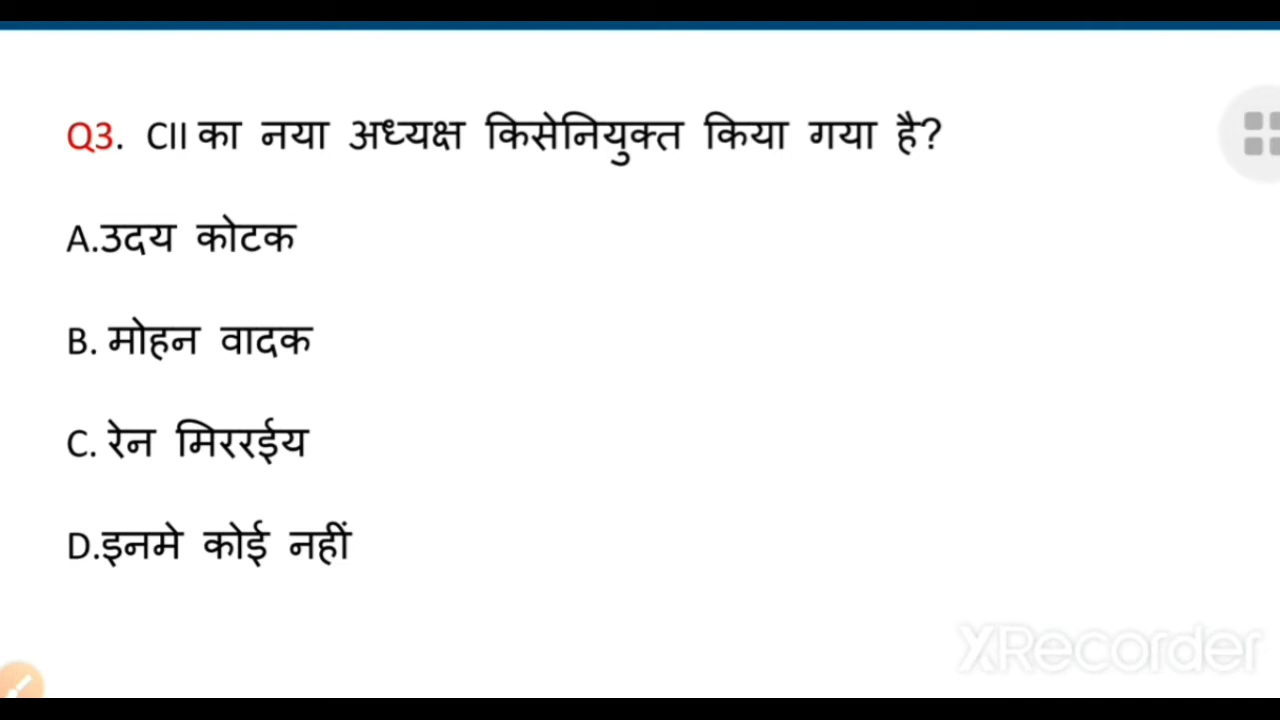 Q3. CII का नया अध्यक्ष किसेनियुक्त किया गया है?
A.उदय कोटक
B. मोहन वादक
C. रेन मिररईय
D.इनमे कोई नहीं
XRecorder